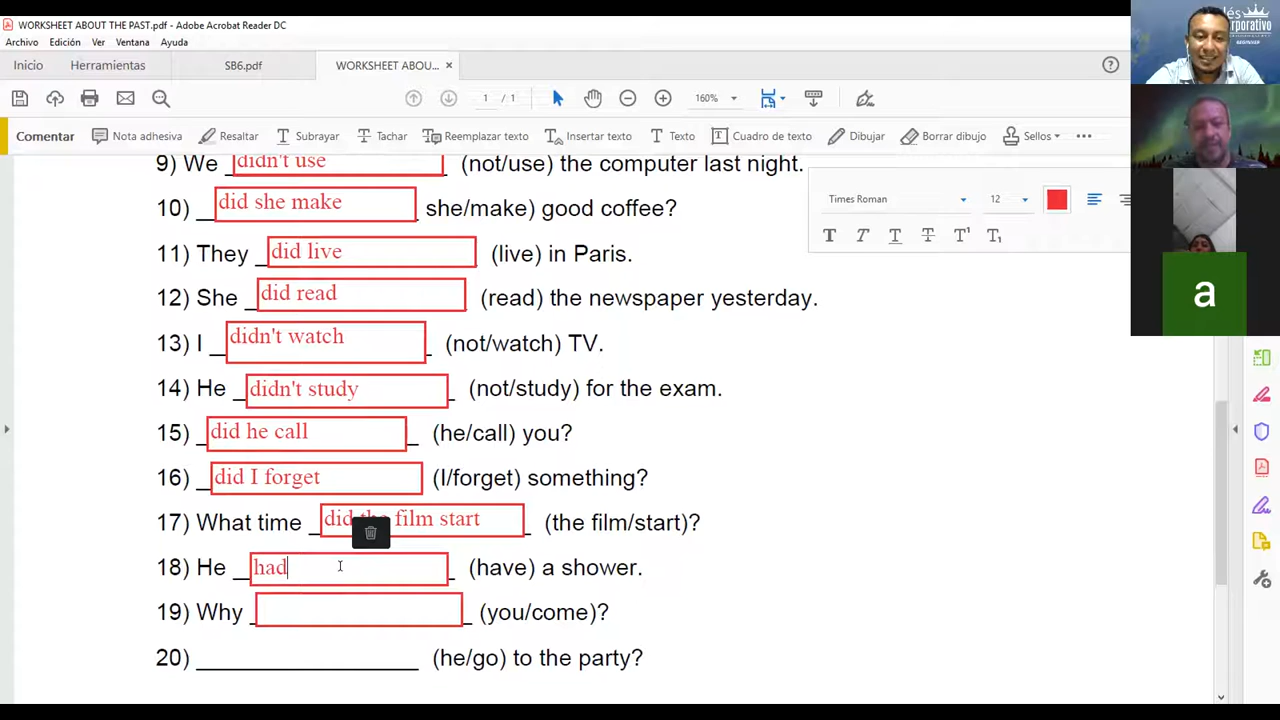 WORKSHEET ABOUT THE PAST.pdf - Adobe Acrobat Reader DC
Archivo Edición Ver Ventana Ayuda
Inicio Herramientas SB6.pdf WORKSHEET ABOU... ×
1 / 1 160%
Comentar Nota adhesiva Resaltar Subrayar Tachar Reemplazar texto Insertar texto Texto Cuadro de texto Dibujar Borrar dibujo Sellos
Times Roman 12
9) We didn't use (not/use) the computer last night.
10) did she make she/make) good coffee?
11) They did live (live) in Paris.
12) She did read (read) the newspaper yesterday.
13) I didn't watch (not/watch) TV.
14) He didn't study (not/study) for the exam.
15) did he call (he/call) you?
16) did I forget (I/forget) something?
17) What time did the film start (the film/start)?
18) He had (have) a shower.
19) Why (you/come)?
20) (he/go) to the party?
a